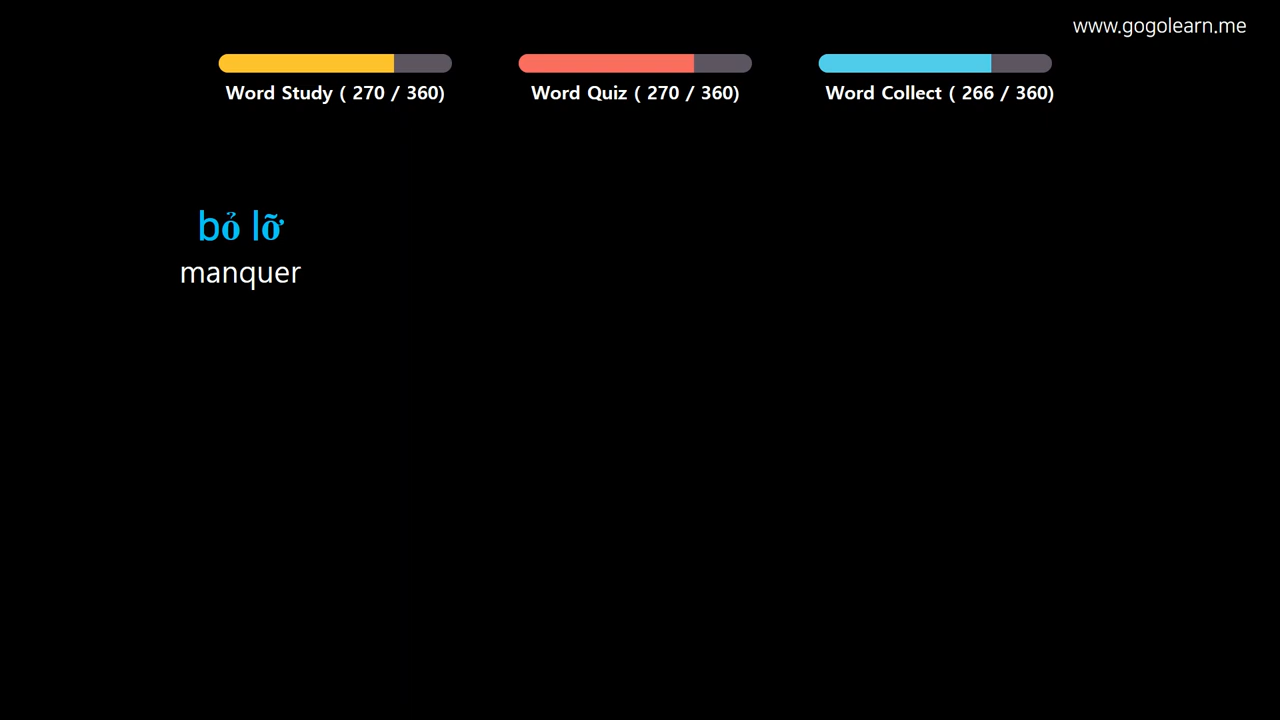 www.gogolearn.me
Word Study ( 270 / 360)
Word Quiz ( 270 / 360)
Word Collect ( 266 / 360)
bỏ lỡ
manquer